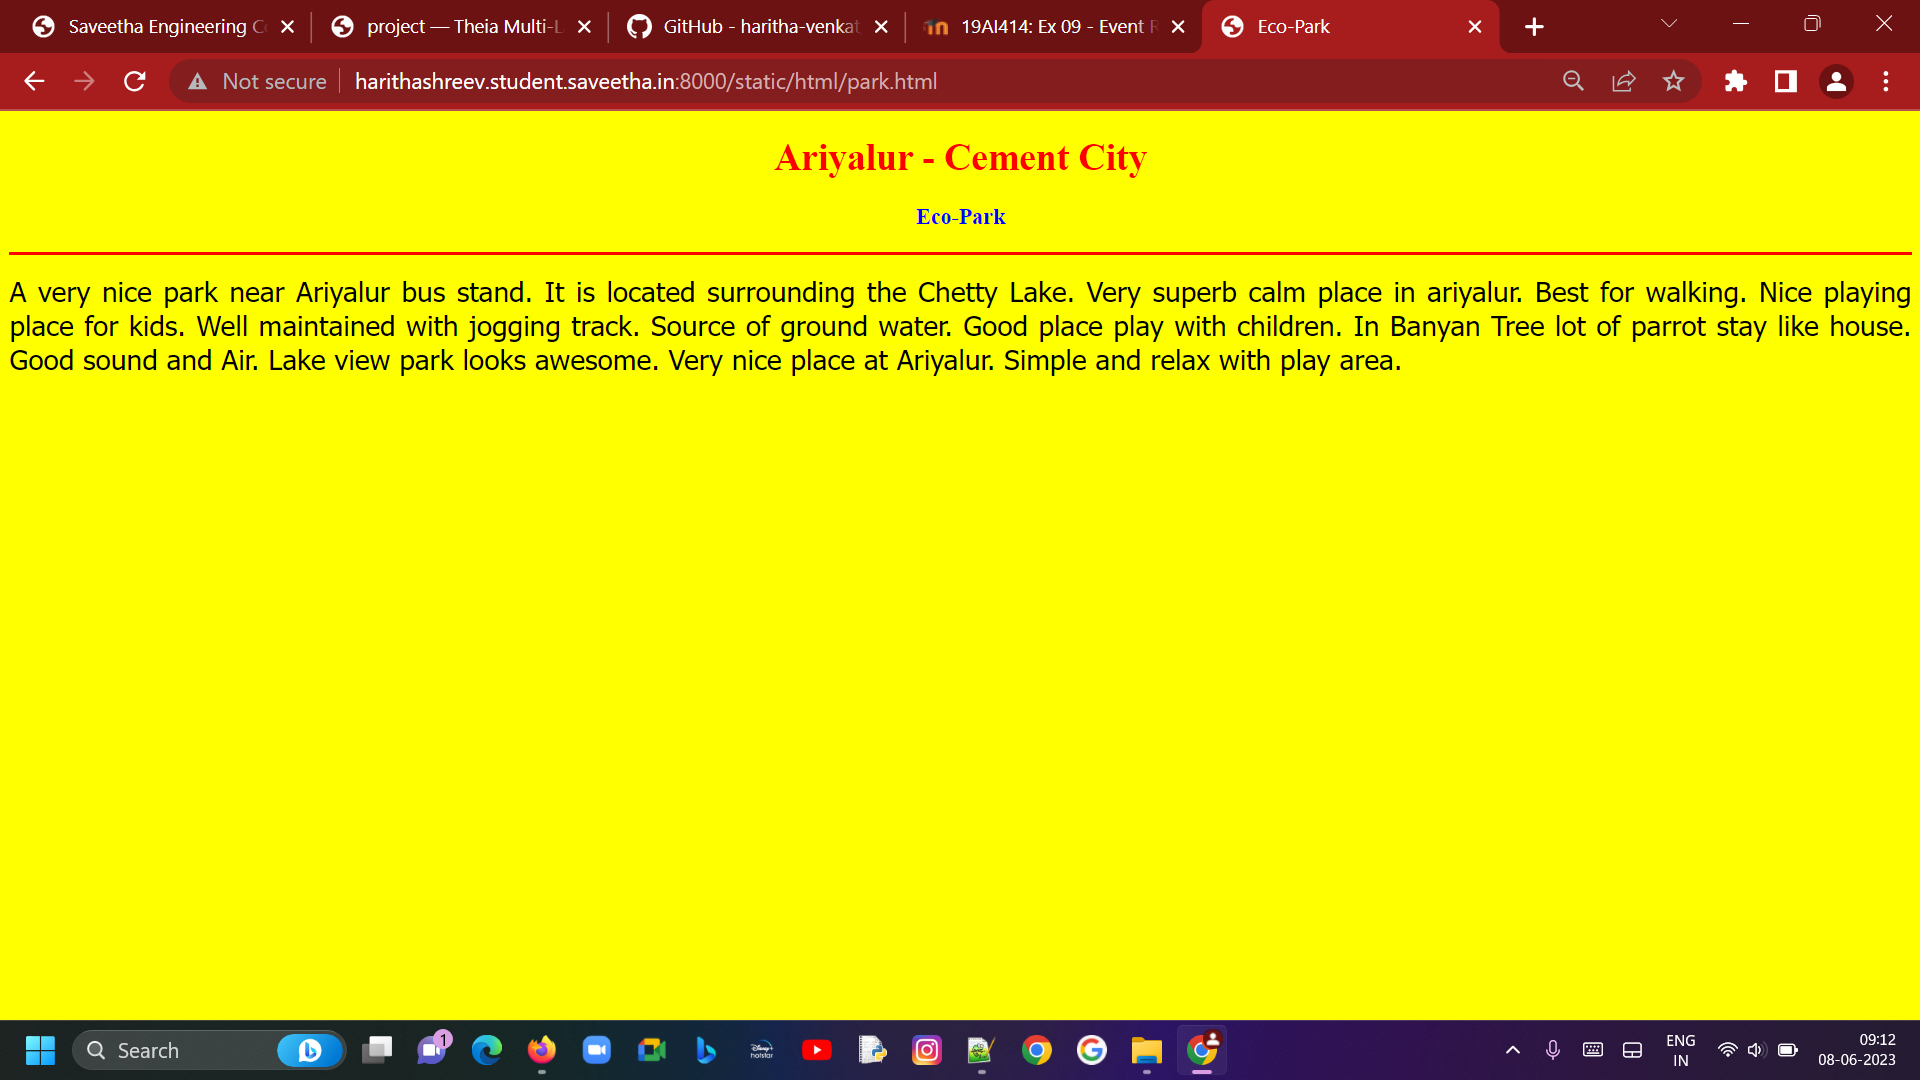 Saveetha Engineering C
project — Theia Multi-L
GitHub - haritha-venkat
19AI414: Ex 09 - Event R
Eco-Park
Not secure
harithashreev.student.saveetha.in:8000/static/html/park.html
Ariyalur - Cement City
Eco-Park
A very nice park near Ariyalur bus stand. It is located surrounding the Chetty Lake. Very superb calm place in ariyalur. Best for walking. Nice playing
place for kids. Well maintained with jogging track. Source of ground water. Good place play with children. In Banyan Tree lot of parrot stay like house.
Good sound and Air. Lake view park looks awesome. Very nice place at Ariyalur. Simple and relax with play area.
Search
1
Disney+
hotstar
ENG
IN
09:12
08-06-2023